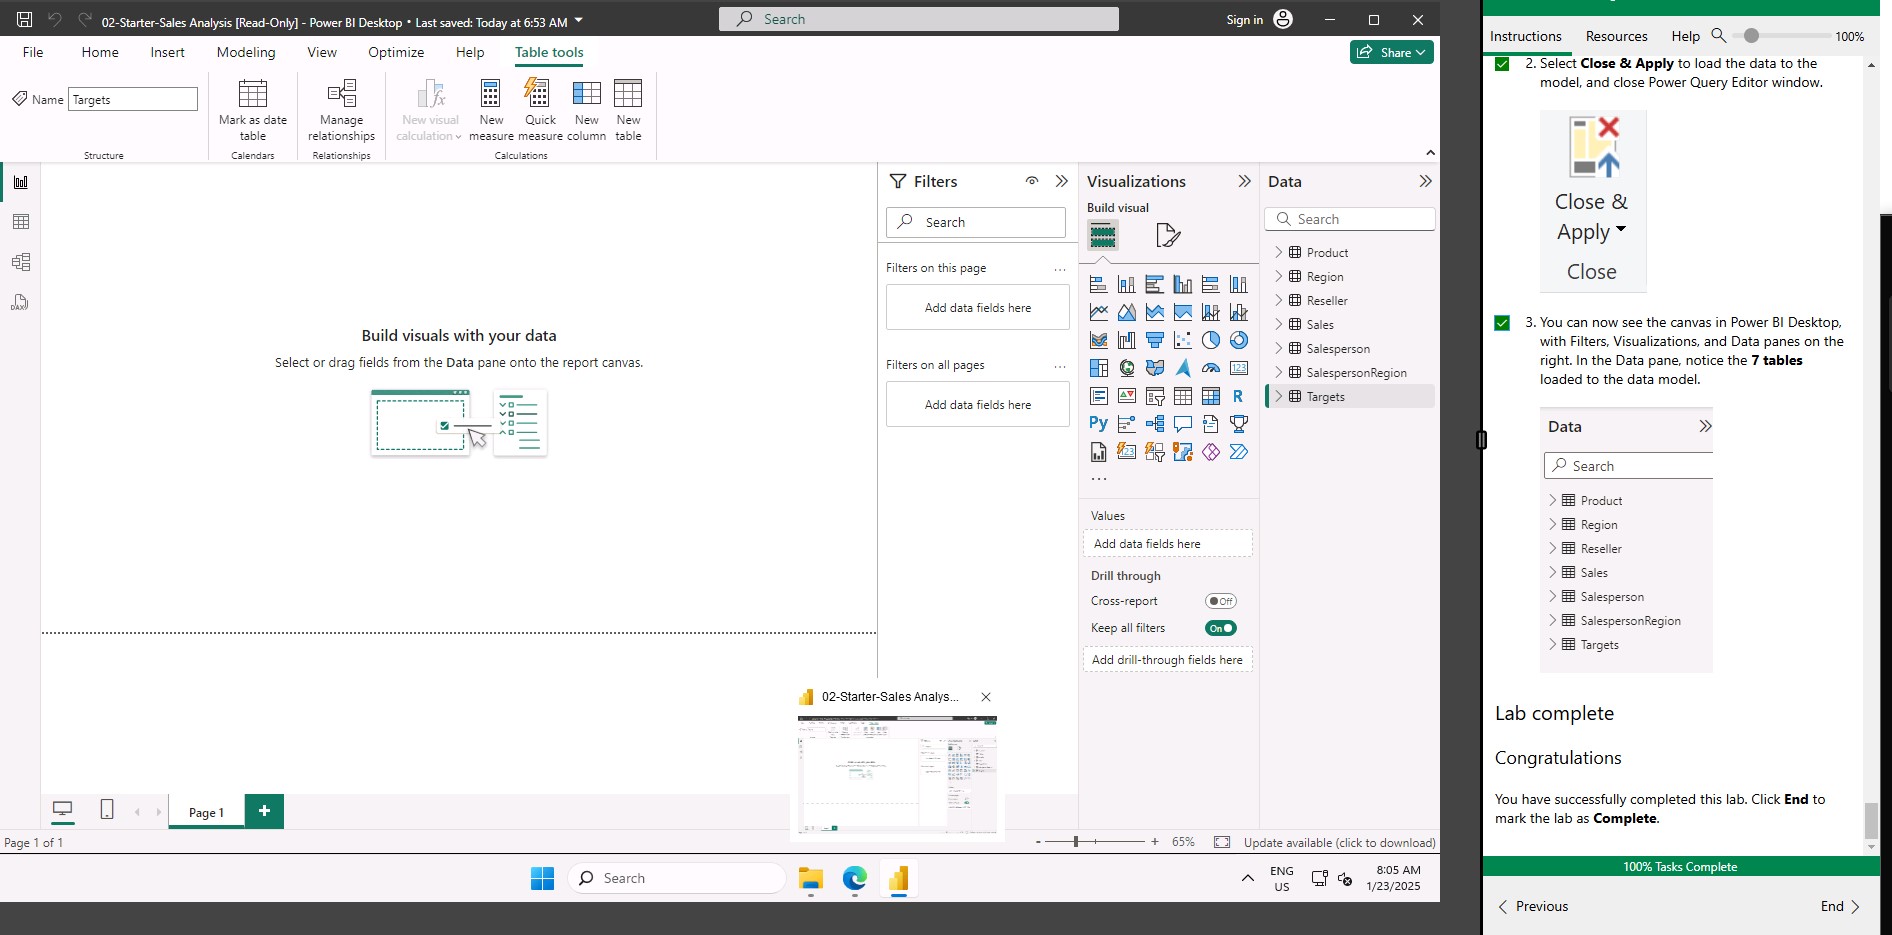 02-Starter-Sales Analysis [Read-Only] - Power BI Desktop • Last saved: Today at 6:53 AM
Search
Sign in
File
Home
Insert
Modeling
View
Optimize
Help
Table tools
Share
Name
Targets
Structure
Mark as date
table
Calendars
Manage
relationships
Relationships
New visual
calculation
New
measure
Quick
measure
New
column
New
table
Calculations
Build visuals with your data
Select or drag fields from the Data pane onto the report canvas.
Filters
Search
Filters on this page
...
Add data fields here
Filters on all pages
...
Add data fields here
Visualizations
Build visual
123
R
Py
123
...
Values
Add data fields here
Drill through
Cross-report
Off
Keep all filters
On
Add drill-through fields here
Data
Search
Product
Region
Reseller
Sales
Salesperson
SalespersonRegion
Targets
DAX
02-Starter-Sales Analys...
Page 1
+
Page 1 of 1
- + 65%
Update available (click to download)
Search
ENG
US
8:05 AM
1/23/2025
Instructions
Resources
Help
100%
2. Select Close & Apply to load the data to the
model, and close Power Query Editor window.
Close &
Apply
Close
3. You can now see the canvas in Power BI Desktop,
with Filters, Visualizations, and Data panes on the
right. In the Data pane, notice the 7 tables
loaded to the data model.
Data
Search
Product
Region
Reseller
Sales
Salesperson
SalespersonRegion
Targets
Lab complete
Congratulations
You have successfully completed this lab. Click End to
mark the lab as Complete.
100% Tasks Complete
Previous
End